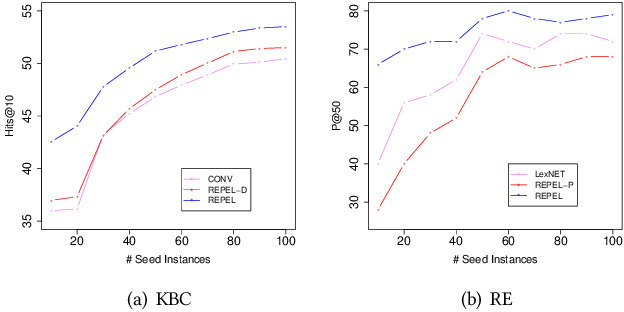 55
50
45
40
35
Hits@10
CONV
REPEL-D
REPEL
20 40 60 80 100
# Seed Instances
(a) KBC
80
70
60
50
40
30
P@50
LexNET
REPEL-P
REPEL
20 40 60 80 100
# Seed Instances
(b) RE